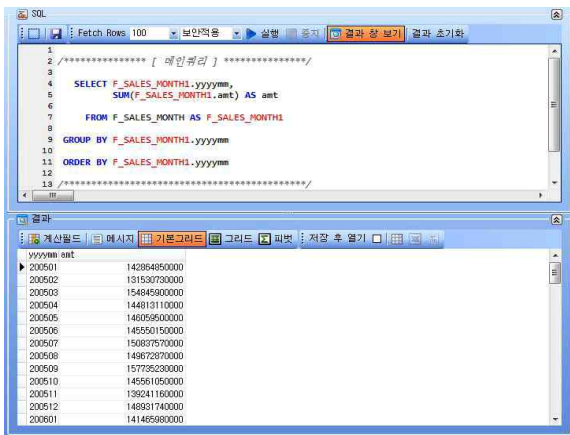 SQL
Fetch Rows 100 보안적용 실행 중지 결과 창 보기 결과 초기화
1
2 /*************** [ 메인쿼리 ] ***************/
3
4 SELECT F_SALES_MONTH1.yyyymm,
5 SUM(F_SALES_MONTH1.amt) AS amt
6
7 FROM F_SALES_MONTH AS F_SALES_MONTH1
8
9 GROUP BY F_SALES_MONTH1.yyyymm
10
11 ORDER BY F_SALES_MONTH1.yyyymm
12
13 /********************************************/
결과
계산필드 메시지 기본그리드 그리드 피벗 저장 후 열기
yyyymm amt
200501 142864850000
200502 131530730000
200503 154845900000
200504 144813110000
200505 146059500000
200506 145550150000
200507 150837570000
200508 149672870000
200509 157735230000
200510 145561050000
200511 139241160000
200512 148931740000
200601 141465980000